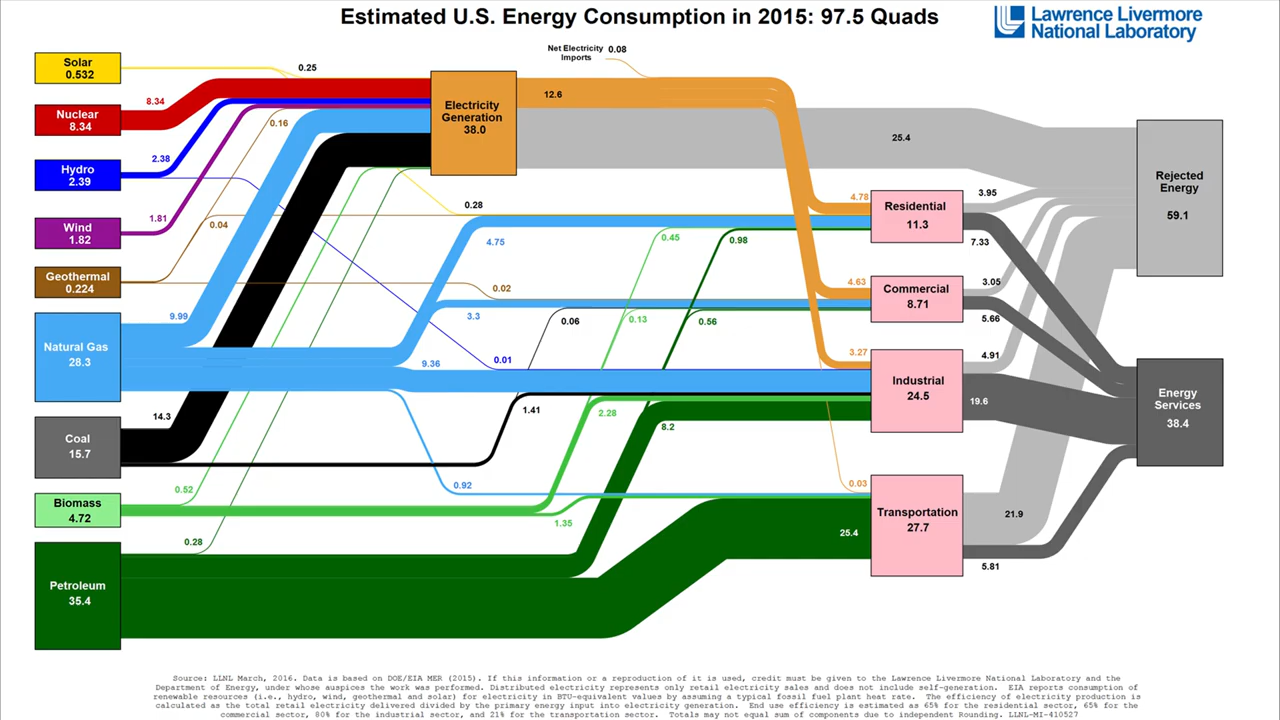 Estimated U.S. Energy Consumption in 2015: 97.5 Quads
Lawrence Livermore
National Laboratory
Net Electricity
Imports
0.08
Solar
0.532
0.25
Nuclear
8.34
8.34
Hydro
2.39
2.38
Wind
1.82
1.81
Geothermal
0.224
0.16
0.04
Natural Gas
28.3
9.99
Coal
15.7
14.3
Biomass
4.72
0.52
Petroleum
35.4
0.28
Electricity
Generation
38.0
12.6
25.4
0.28
4.75
0.45
0.98
0.02
3.3
0.06
0.13
0.56
9.36
0.01
1.41
2.28
8.2
0.92
1.35
25.4
4.78
4.63
3.27
0.03
Residential
11.3
Commercial
8.71
Industrial
24.5
Transportation
27.7
3.95
7.33
3.05
5.66
4.91
19.6
21.9
5.81
Rejected
Energy
59.1
Energy
Services
38.4
Source: LLNL March, 2016. Data is based on DOE/EIA MER (2015). If this information or a reproduction of it is used, credit must be given to the Lawrence Livermore National Laboratory and the
Department of Energy, under whose auspices the work was performed. Distributed electricity represents only retail electricity sales and does not include self-generation. EIA reports consumption of
renewable resources (i.e., hydro, wind, geothermal and solar) for electricity in BTU-equivalent values by assuming a typical fossil fuel plant heat rate. The efficiency of electricity production is
calculated as the total retail electricity delivered divided by the primary energy input into electricity generation. End use efficiency is estimated as 65% for the residential sector, 65% for the
commercial sector, 80% for the industrial sector, and 21% for the transportation sector. Totals may not equal sum of components due to independent Rounding. LLNL-MI-410527